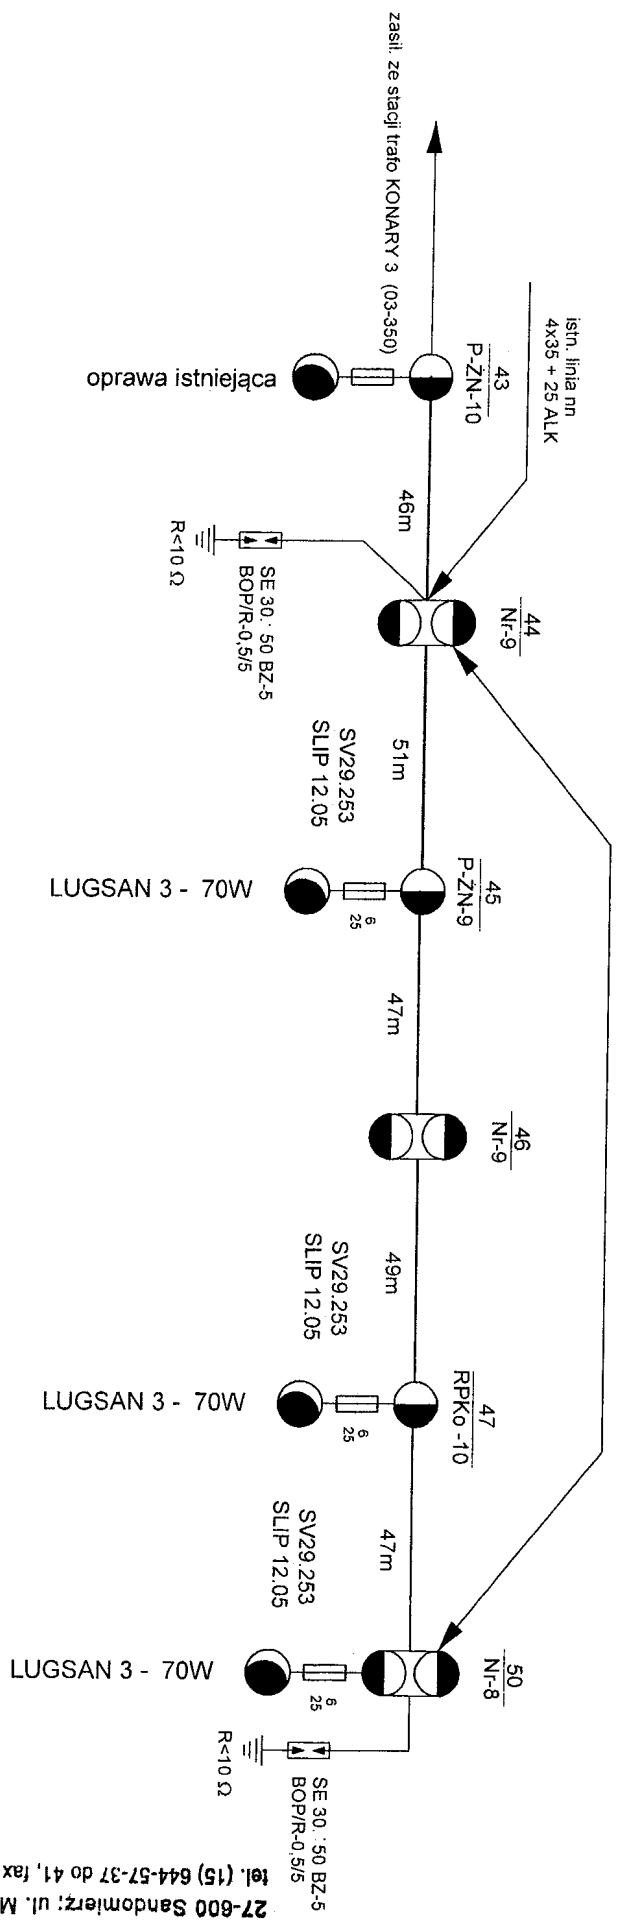 zasil. ze stacji trafo KONARY 3 (03-350)
istn. linia nn
4x35 + 25 ALK
43
P-ŻN-10
oprawa istniejąca
46m
R<10 Ω
SE 30. 50 BZ-5
BOP/R-0,5/5
44
Nr-9
51m
SV29.253
SLIP 12.05
45
P-ŻN-9
LUGSAN 3 - 70W
6
25
47m
46
Nr-9
49m
SV29.253
SLIP 12.05
47
RPKo -10
LUGSAN 3 - 70W
6
25
47m
SV29.253
SLIP 12.05
50
Nr-8
LUGSAN 3 - 70W
6
25
R<10 Ω
SE 30. 50 BZ-5
BOP/R-0,5/5
27-600 Sandomierz; ul. M
tel. (15) 644-57-37 do 41, fax